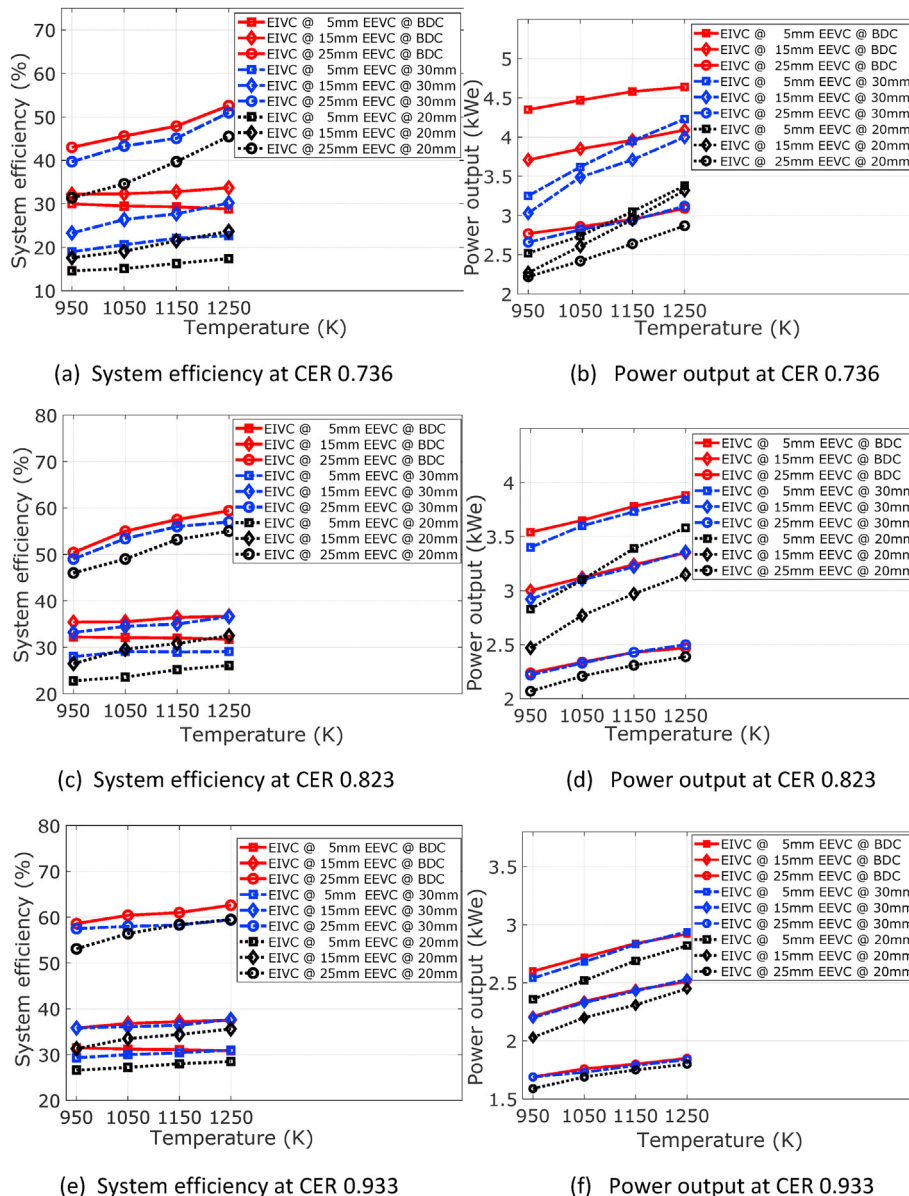 75
70
60
50
40
30
20
10
System efficiency (%)
950 1050 1150 1250
Temperature (K)
EIVC @ 5mm EEVC @ BDC
EIVC @ 15mm EEVC @ BDC
EIVC @ 25mm EEVC @ BDC
EIVC @ 5mm EEVC @ 30mm
EIVC @ 15mm EEVC @ 30mm
EIVC @ 25mm EEVC @ 30mm
EIVC @ 5mm EEVC @ 20mm
EIVC @ 15mm EEVC @ 20mm
EIVC @ 25mm EEVC @ 20mm
(a) System efficiency at CER 0.736
5
4.5
4
3.5
3
2.5
2
Power output (kWe)
950 1050 1150 1250
Temperature (K)
EIVC @ 5mm EEVC @ BDC
EIVC @ 15mm EEVC @ BDC
EIVC @ 25mm EEVC @ BDC
EIVC @ 5mm EEVC @ 30mm
EIVC @ 15mm EEVC @ 30mm
EIVC @ 25mm EEVC @ 30mm
EIVC @ 5mm EEVC @ 20mm
EIVC @ 15mm EEVC @ 20mm
EIVC @ 25mm EEVC @ 20mm
(b) Power output at CER 0.736
80
70
60
50
40
30
20
System efficiency (%)
950 1050 1150 1250
Temperature (K)
EIVC @ 5mm EEVC @ BDC
EIVC @ 15mm EEVC @ BDC
EIVC @ 25mm EEVC @ BDC
EIVC @ 5mm EEVC @ 30mm
EIVC @ 15mm EEVC @ 30mm
EIVC @ 25mm EEVC @ 30mm
EIVC @ 5mm EEVC @ 20mm
EIVC @ 15mm EEVC @ 20mm
EIVC @ 25mm EEVC @ 20mm
(c) System efficiency at CER 0.823
4
3.5
3
2.5
2
Power output (kWe)
950 1050 1150 1250
Temperature (K)
EIVC @ 5mm EEVC @ BDC
EIVC @ 15mm EEVC @ BDC
EIVC @ 25mm EEVC @ BDC
EIVC @ 5mm EEVC @ 30mm
EIVC @ 15mm EEVC @ 30mm
EIVC @ 25mm EEVC @ 30mm
EIVC @ 5mm EEVC @ 20mm
EIVC @ 15mm EEVC @ 20mm
EIVC @ 25mm EEVC @ 20mm
(d) Power output at CER 0.823
80
70
60
50
40
30
20
System efficiency (%)
950 1050 1150 1250
Temperature (K)
EIVC @ 5mm EEVC @ BDC
EIVC @ 15mm EEVC @ BDC
EIVC @ 25mm EEVC @ BDC
EIVC @ 5mm EEVC @ 30mm
EIVC @ 15mm EEVC @ 30mm
EIVC @ 25mm EEVC @ 30mm
EIVC @ 5mm EEVC @ 20mm
EIVC @ 15mm EEVC @ 20mm
EIVC @ 25mm EEVC @ 20mm
(e) System efficiency at CER 0.933
3.5
3
2.5
2
1.5
Power output (kWe)
950 1050 1150 1250
Temperature (K)
EIVC @ 5mm EEVC @ BDC
EIVC @ 15mm EEVC @ BDC
EIVC @ 25mm EEVC @ BDC
EIVC @ 5mm EEVC @ 30mm
EIVC @ 15mm EEVC @ 30mm
EIVC @ 25mm EEVC @ 30mm
EIVC @ 5mm EEVC @ 20mm
EIVC @ 15mm EEVC @ 20mm
EIVC @ 25mm EEVC @ 20mm
(f) Power output at CER 0.933